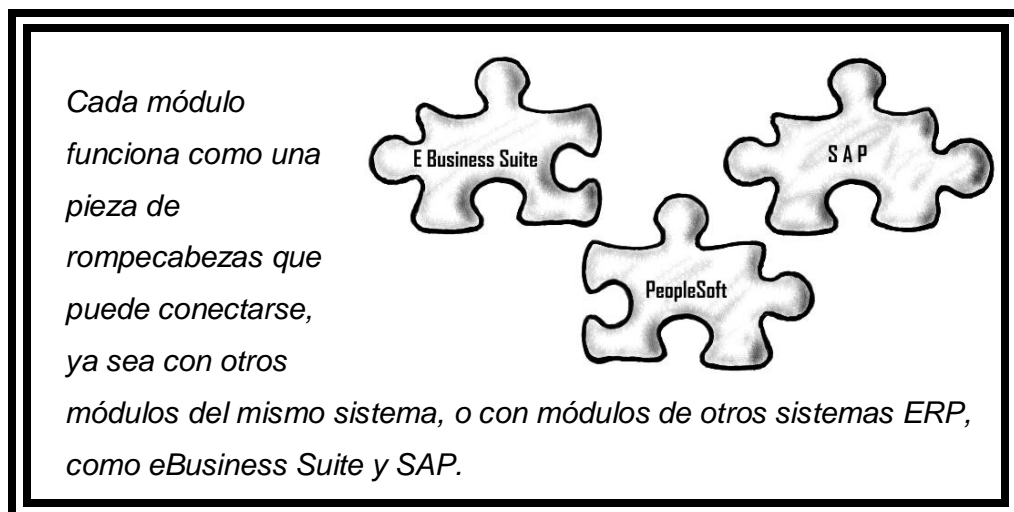 Cada módulo
funciona como una
pieza de
rompecabezas que
puede conectarse,
ya sea con otros
módulos del mismo sistema, o con módulos de otros sistemas ERP,
como eBusiness Suite y SAP.
E Business Suite
S A P
PeopleSoft